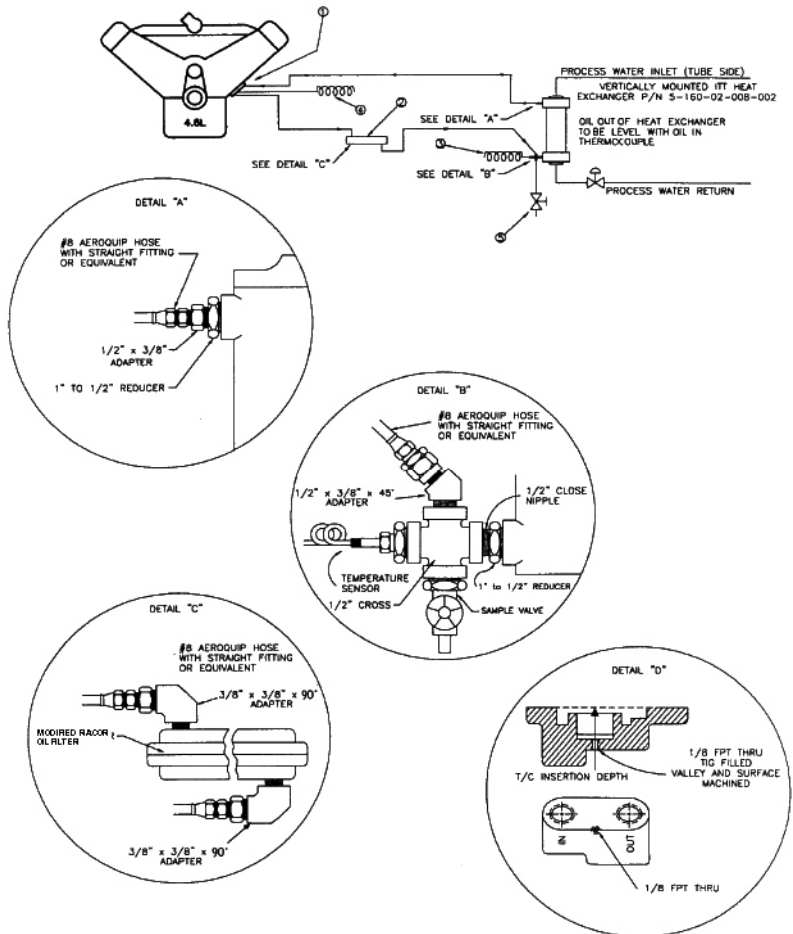 1
PROCESS WATER INLET (TUBE SIDE)
VERTICALLY MOUNTED ITT HEAT
EXCHANGER P/N 5-160-02-008-002
6
2
4.6L
SEE DETAIL "A"
OIL OUT OF HEAT EXCHANGER
TO BE LEVEL WITH OIL IN
THERMOCOUPLE
3
SEE DETAIL "C"
SEE DETAIL "B"
PROCESS WATER RETURN
5
DETAIL "A"
#8 AEROQUIP HOSE
WITH STRAIGHT FITTING
OR EQUIVALENT
1/2" x 3/8"
ADAPTER
1" TO 1/2" REDUCER
DETAIL "B"
#8 AEROQUIP HOSE
WITH STRAIGHT FITTING
OR EQUIVALENT
1/2" x 3/8" x 45°
ADAPTER
1/2" CLOSE
NIPPLE
TEMPERATURE
SENSOR
1" to 1/2" REDUCER
1/2" CROSS
SAMPLE VALVE
DETAIL "C"
#8 AEROQUIP HOSE
WITH STRAIGHT FITTING
OR EQUIVALENT
3/8" x 3/8" x 90°
ADAPTER
MODIRED RACOR
OIL FILTER
3/8" x 3/8" x 90°
ADAPTER
DETAIL "D"
1/8 FPT THRU
TIG FILLED
VALLEY AND SURFACE
MACHINED
T/C INSERTION DEPTH
IN
OUT
1/8 FPT THRU